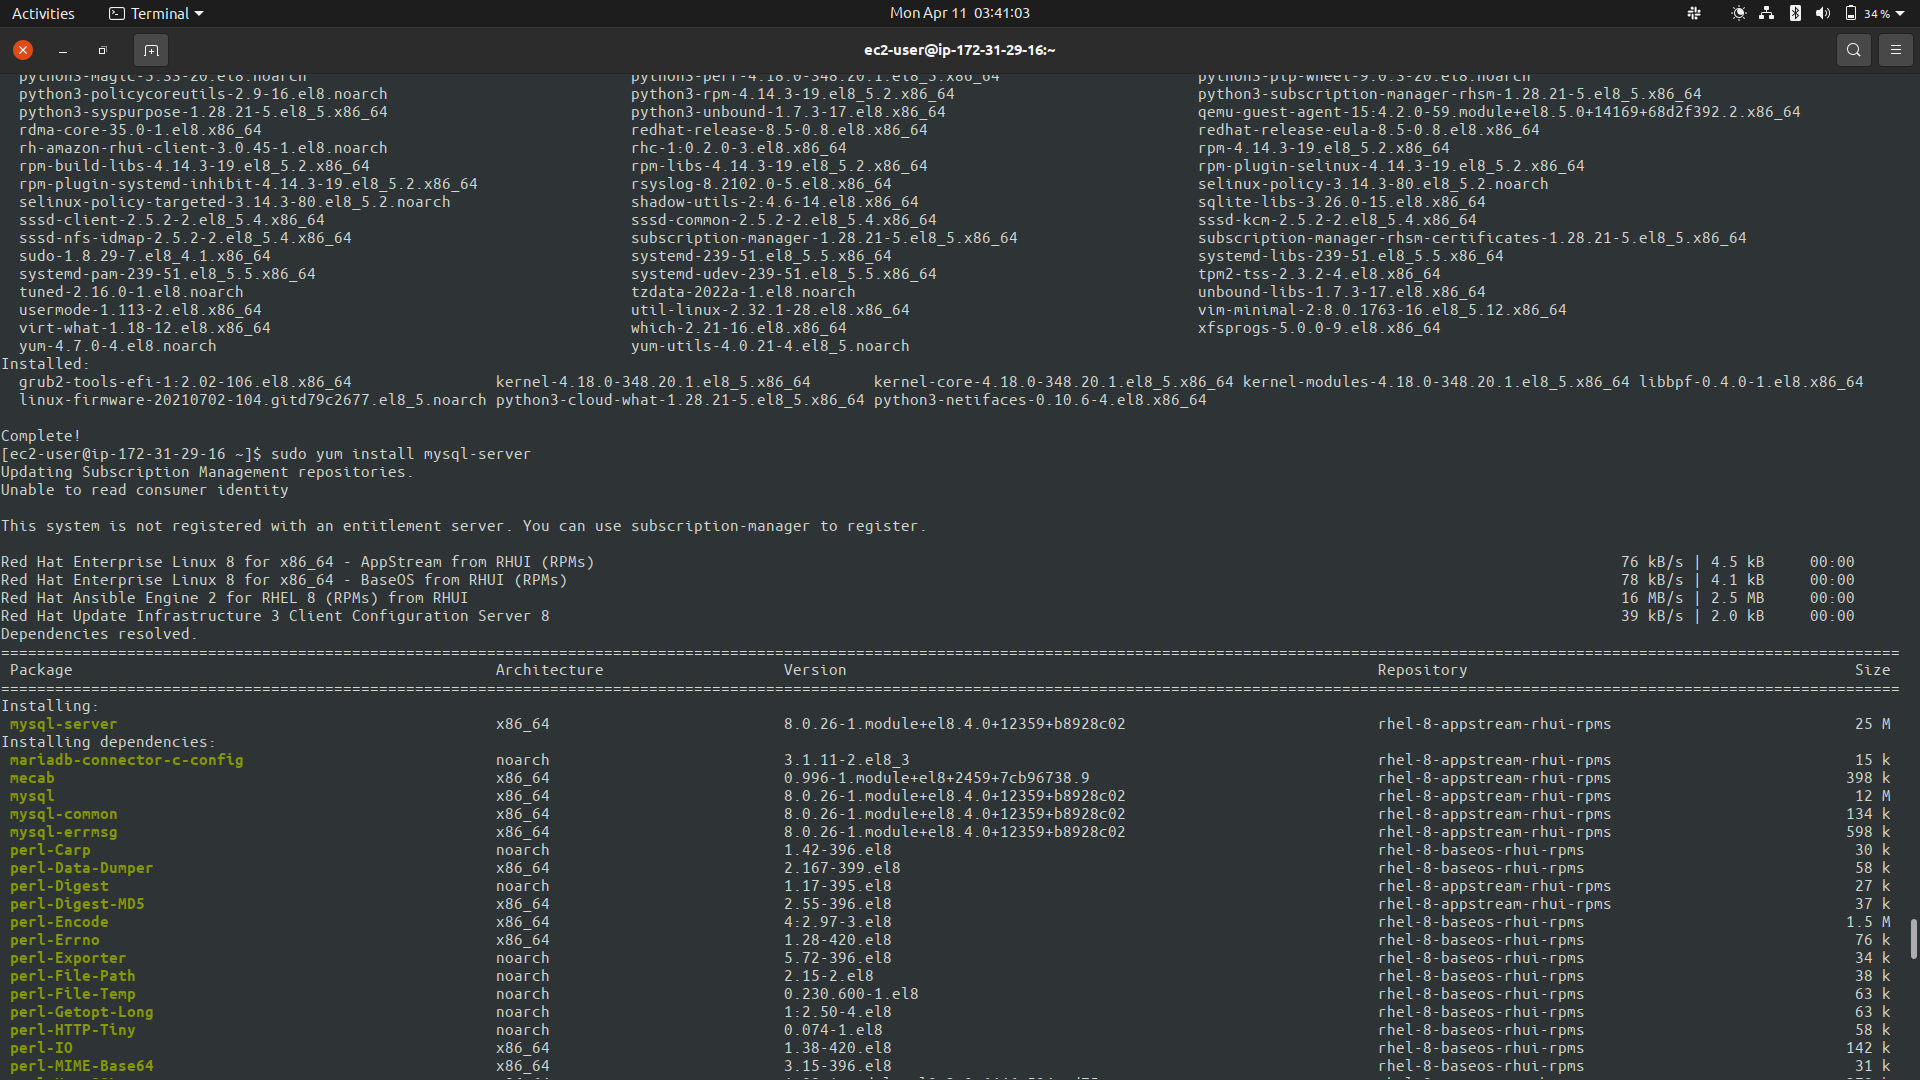 Activities Terminal Mon Apr 11 03:41:03 34 %
ec2-user@ip-172-31-29-16:~
python3-magic-5.33-20.el8.noarch python3-perf-4.18.0-348.20.1.el8_5.x86_64 python3-pip-wheel-9.0.3-20.el8.noarch
python3-policycoreutils-2.9-16.el8.noarch python3-rpm-4.14.3-19.el8_5.2.x86_64 python3-subscription-manager-rhsm-1.28.21-5.el8_5.x86_64
python3-syspurpose-1.28.21-5.el8_5.x86_64 python3-unbound-1.7.3-17.el8.x86_64 qemu-guest-agent-15:4.2.0-59.module+el8.5.0+14169+68d2f392.2.x86_64
rdma-core-35.0-1.el8.x86_64 redhat-release-8.5-0.8.el8.x86_64 redhat-release-eula-8.5-0.8.el8.x86_64
rh-amazon-rhui-client-3.0.45-1.el8.noarch rhc-1:0.2.0-3.el8.x86_64 rpm-4.14.3-19.el8_5.2.x86_64
rpm-build-libs-4.14.3-19.el8_5.2.x86_64 rpm-libs-4.14.3-19.el8_5.2.x86_64 rpm-plugin-selinux-4.14.3-19.el8_5.2.x86_64
rpm-plugin-systemd-inhibit-4.14.3-19.el8_5.2.x86_64 rsyslog-8.2102.0-5.el8.x86_64 selinux-policy-3.14.3-80.el8_5.2.noarch
selinux-policy-targeted-3.14.3-80.el8_5.2.noarch shadow-utils-2:4.6-14.el8.x86_64 sqlite-libs-3.26.0-15.el8.x86_64
sssd-client-2.5.2-2.el8_5.4.x86_64 sssd-common-2.5.2-2.el8_5.4.x86_64 sssd-kcm-2.5.2-2.el8_5.4.x86_64
sssd-nfs-idmap-2.5.2-2.el8_5.4.x86_64 subscription-manager-1.28.21-5.el8_5.x86_64 subscription-manager-rhsm-certificates-1.28.21-5.el8_5.x86_64
sudo-1.8.29-7.el8_4.1.x86_64 systemd-239-51.el8_5.5.x86_64 systemd-libs-239-51.el8_5.5.x86_64
systemd-pam-239-51.el8_5.5.x86_64 systemd-udev-239-51.el8_5.5.x86_64 tpm2-tss-2.3.2-4.el8.x86_64
tuned-2.16.0-1.el8.noarch tzdata-2022a-1.el8.noarch unbound-libs-1.7.3-17.el8.x86_64
usermode-1.113-2.el8.x86_64 util-linux-2.32.1-28.el8.x86_64 vim-minimal-2:8.0.1763-16.el8_5.12.x86_64
virt-what-1.18-12.el8.x86_64 which-2.21-16.el8.x86_64 xfsprogs-5.0.0-9.el8.x86_64
yum-4.7.0-4.el8.noarch yum-utils-4.0.21-4.el8_5.noarch
Installed:
grub2-tools-efi-1:2.02-106.el8.x86_64 kernel-4.18.0-348.20.1.el8_5.x86_64 kernel-core-4.18.0-348.20.1.el8_5.x86_64 kernel-modules-4.18.0-348.20.1.el8_5.x86_64 libbpf-0.4.0-1.el8.x86_64
linux-firmware-20210702-104.gitd79c2677.el8_5.noarch python3-cloud-what-1.28.21-5.el8_5.x86_64 python3-netifaces-0.10.6-4.el8.x86_64
Complete!
[ec2-user@ip-172-31-29-16 ~]$ sudo yum install mysql-server
Updating Subscription Management repositories.
Unable to read consumer identity
This system is not registered with an entitlement server. You can use subscription-manager to register.
Red Hat Enterprise Linux 8 for x86_64 - AppStream from RHUI (RPMs) 76 kB/s | 4.5 kB 00:00
Red Hat Enterprise Linux 8 for x86_64 - BaseOS from RHUI (RPMs) 78 kB/s | 4.1 kB 00:00
Red Hat Ansible Engine 2 for RHEL 8 (RPMs) from RHUI 16 MB/s | 2.5 MB 00:00
Red Hat Update Infrastructure 3 Client Configuration Server 8 39 kB/s | 2.0 kB 00:00
Dependencies resolved.
Package Architecture Version Repository Size
Installing:
mysql-server x86_64 8.0.26-1.module+el8.4.0+12359+b8928c02 rhel-8-appstream-rhui-rpms 25 M
Installing dependencies:
mariadb-connector-c-config noarch 3.1.11-2.el8_3 rhel-8-appstream-rhui-rpms 15 k
mecab x86_64 0.996-1.module+el8+2459+7cb96738.9 rhel-8-appstream-rhui-rpms 398 k
mysql x86_64 8.0.26-1.module+el8.4.0+12359+b8928c02 rhel-8-appstream-rhui-rpms 12 M
mysql-common x86_64 8.0.26-1.module+el8.4.0+12359+b8928c02 rhel-8-appstream-rhui-rpms 134 k
mysql-errmsg x86_64 8.0.26-1.module+el8.4.0+12359+b8928c02 rhel-8-appstream-rhui-rpms 598 k
perl-Carp noarch 1.42-396.el8 rhel-8-baseos-rhui-rpms 30 k
perl-Data-Dumper x86_64 2.167-399.el8 rhel-8-baseos-rhui-rpms 58 k
perl-Digest noarch 1.17-395.el8 rhel-8-appstream-rhui-rpms 27 k
perl-Digest-MD5 x86_64 2.55-396.el8 rhel-8-appstream-rhui-rpms 37 k
perl-Encode x86_64 4:2.97-3.el8 rhel-8-baseos-rhui-rpms 1.5 M
perl-Errno x86_64 1.28-420.el8 rhel-8-baseos-rhui-rpms 76 k
perl-Exporter noarch 5.72-396.el8 rhel-8-baseos-rhui-rpms 34 k
perl-File-Path noarch 2.15-2.el8 rhel-8-baseos-rhui-rpms 38 k
perl-File-Temp noarch 0.230.600-1.el8 rhel-8-baseos-rhui-rpms 63 k
perl-Getopt-Long noarch 1:2.50-4.el8 rhel-8-baseos-rhui-rpms 63 k
perl-HTTP-Tiny noarch 0.074-1.el8 rhel-8-baseos-rhui-rpms 58 k
perl-IO x86_64 1.38-420.el8 rhel-8-baseos-rhui-rpms 142 k
perl-MIME-Base64 x86_64 3.15-396.el8 rhel-8-baseos-rhui-rpms 31 k